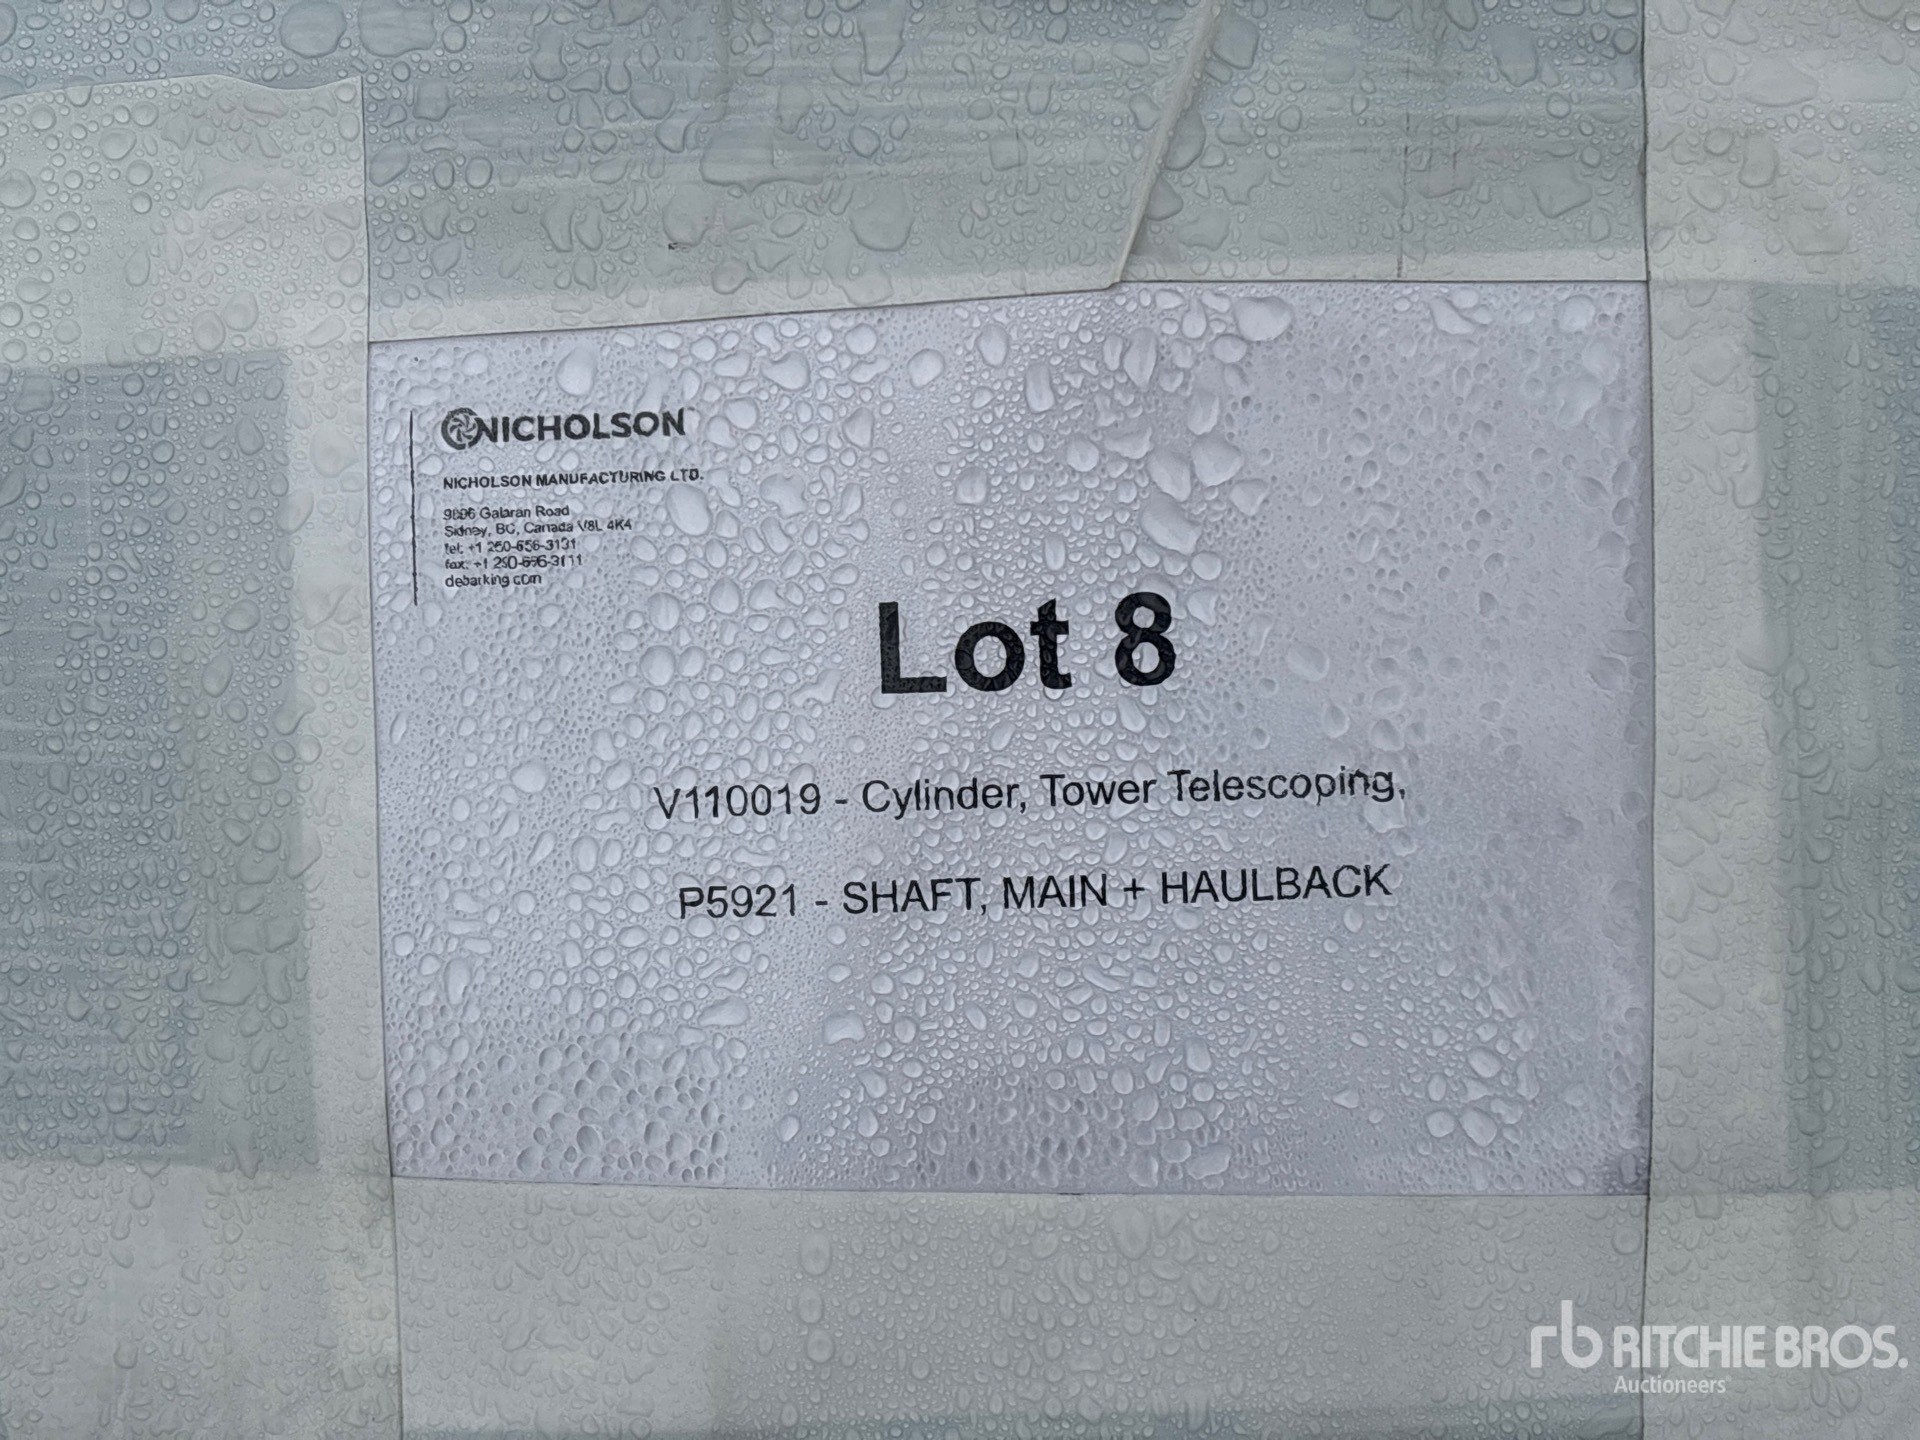 NICHOLSON
NICHOLSON MANUFACTURING LTD.
9896 Galaran Road
Sidney, BC, Canada V8L 4K4
tel: +1 250-656-3131
fax: +1 250-656-3111
debarking.com
Lot 8
V110019 - Cylinder, Tower Telescoping,
P5921 - SHAFT, MAIN + HAULBACK
rb RITCHIE BROS.
Auctioneers